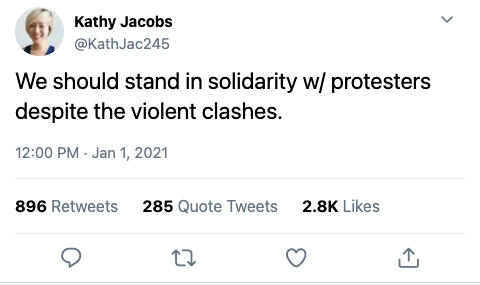 Kathy Jacobs
@KathJac245
We should stand in solidarity w/ protesters
despite the violent clashes.
12:00 PM · Jan 1, 2021
896 Retweets 285 Quote Tweets 2.8K Likes